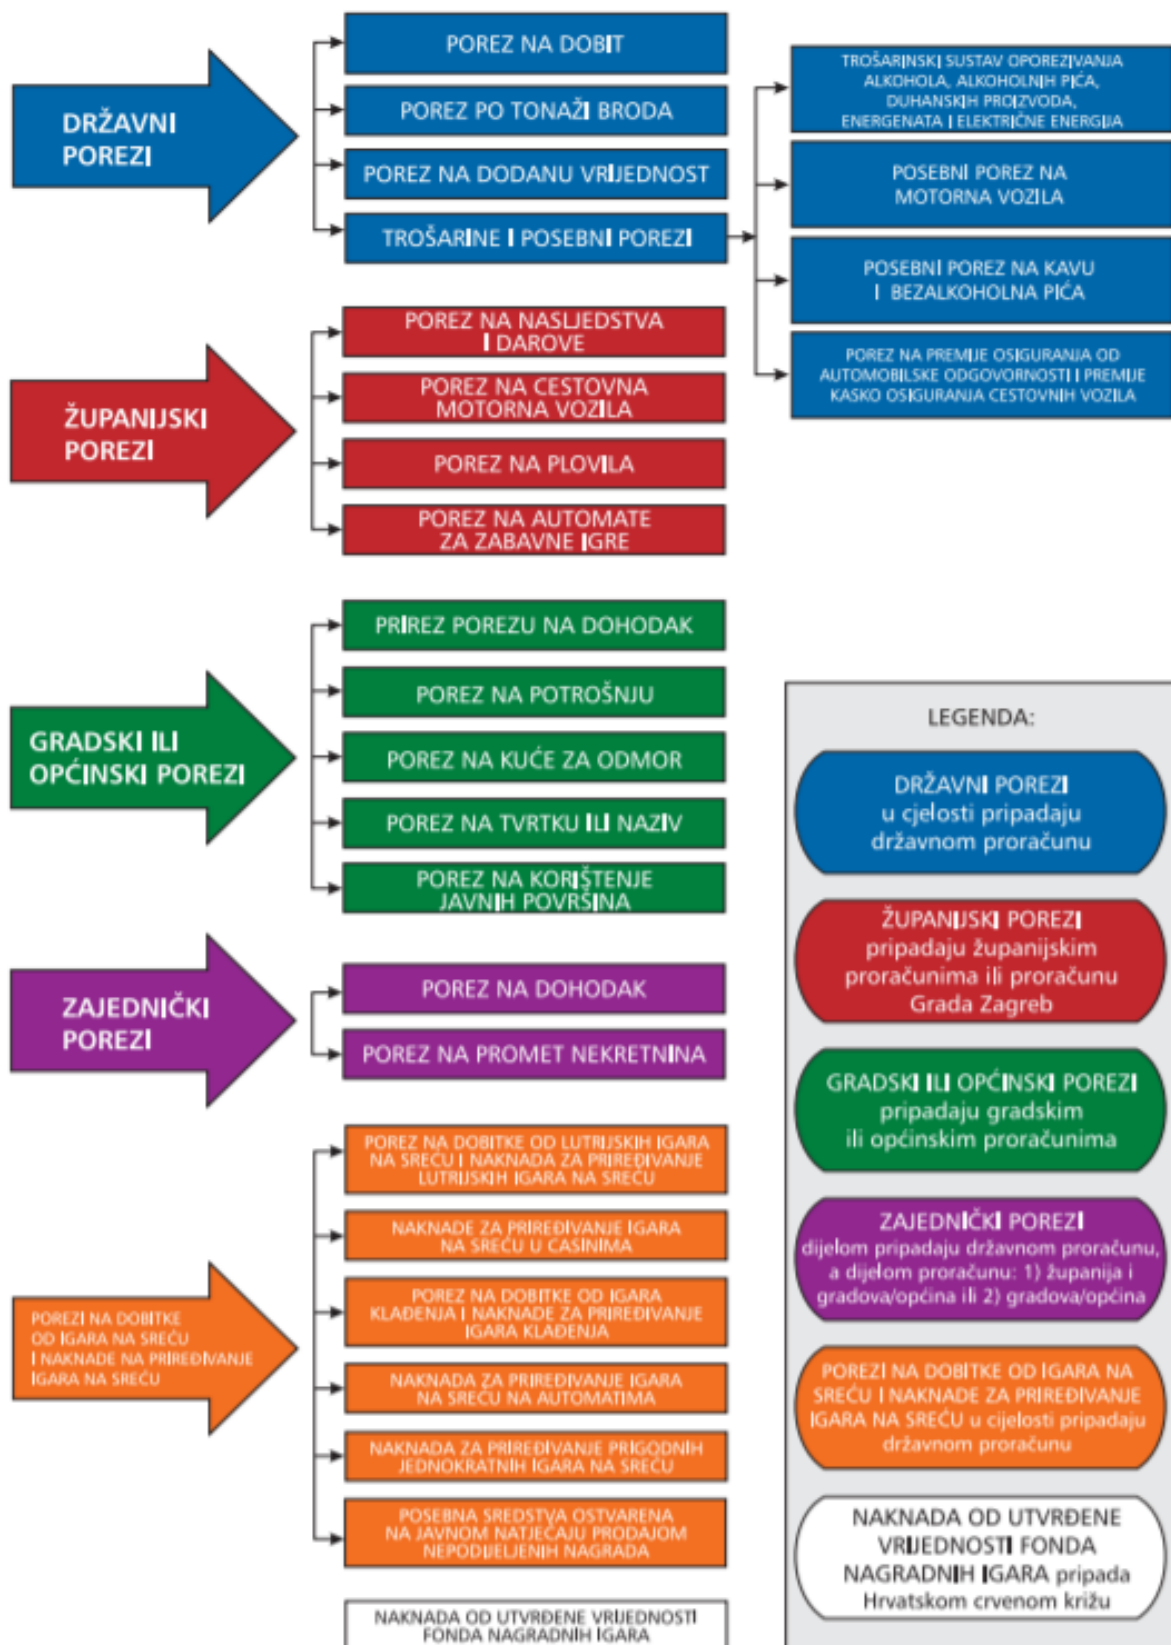 DRŽAVNI
POREZI
POREZ NA DOBIT
POREZ PO TONAŽI BRODA
POREZ NA DODANU VRIJEDNOST
TROŠARINE I POSEBNI POREZI
TROŠARINSKI SUSTAV OPOREZIVANJA
ALKOHOLA, ALKOHOLNIH PIĆA,
DUHANSKIH PROIZVODA,
ENERGENATA I ELEKTRIČNE ENERGIJA
POSEBNI POREZ NA
MOTORNA VOZILA
POSEBNI POREZ NA KAVU
I BEZALKOHOLNA PIĆA
POREZ NA PREMIJE OSIGURANJA OD
AUTOMOBILSKE ODGOVORNOSTI I PREMIJE
KASKO OSIGURANJA CESTOVNIH VOZILA
ŽUPANIJSKI
POREZI
POREZ NA NASLJEDSTVA
I DAROVE
POREZ NA CESTOVNA
MOTORNA VOZILA
POREZ NA PLOVILA
POREZ NA AUTOMATE
ZA ZABAVNE IGRE
GRADSKI ILI
OPĆINSKI POREZI
PRIREZ POREZU NA DOHODAK
POREZ NA POTROŠNJU
POREZ NA KUĆE ZA ODMOR
POREZ NA TVRTKU ILI NAZIV
POREZ NA KORIŠTENJE
JAVNIH POVRŠINA
ZAJEDNIČKI
POREZI
POREZ NA DOHODAK
POREZ NA PROMET NEKRETNINA
POREZI NA DOBITKE
OD IGARA NA SREĆU
I NAKNADE NA PRIREĐIVANJE
IGARA NA SREĆU
POREZ NA DOBITKE OD LUTRIJSKIH IGARA
NA SREĆU I NAKNADA ZA PRIREĐIVANJE
LUTRIJSKIH IGARA NA SREĆU
NAKNADE ZA PRIREĐIVANJE IGARA
NA SREĆU U CASINIMA
POREZ NA DOBITKE OD IGARA
KLAĐENJA I NAKNADE ZA PRIREĐIVANJE
IGARA KLAĐENJA
NAKNADA ZA PRIREĐIVANJE IGARA
NA SREĆU NA AUTOMATIMA
NAKNADA ZA PRIREĐIVANJE PRIGODNIH
JEDNOKRATNIH IGARA NA SREĆU
POSEBNA SREDSTVA OSTVARENA
NA JAVNOM NATJEČAJU PRODAJOM
NEPODIJELJENIH NAGRADA
NAKNADA OD UTVRĐENE VRIJEDNOSTI
FONDA NAGRADNIH IGARA
LEGENDA:
DRŽAVNI POREZI
u cjelosti pripadaju
državnom proračunu
ŽUPANIJSKI POREZI
pripadaju županijskim
proračunima ili proračunu
Grada Zagreb
GRADSKI ILI OPĆINSKI POREZI
pripadaju gradskim
ili općinskim proračunima
ZAJEDNIČKI POREZI
dijelom pripadaju državnom proračunu,
a dijelom proračunu: 1) županija i
gradova/općina ili 2) gradova/općina
POREZI NA DOBITKE OD IGARA NA
SREĆU I NAKNADE ZA PRIREĐIVANJE
IGARA NA SREĆU u cijelosti pripadaju
državnom proračunu
NAKNADA OD UTVRĐENE
VRIJEDNOSTI FONDA
NAGRADNIH IGARA pripada
Hrvatskom crvenom križu